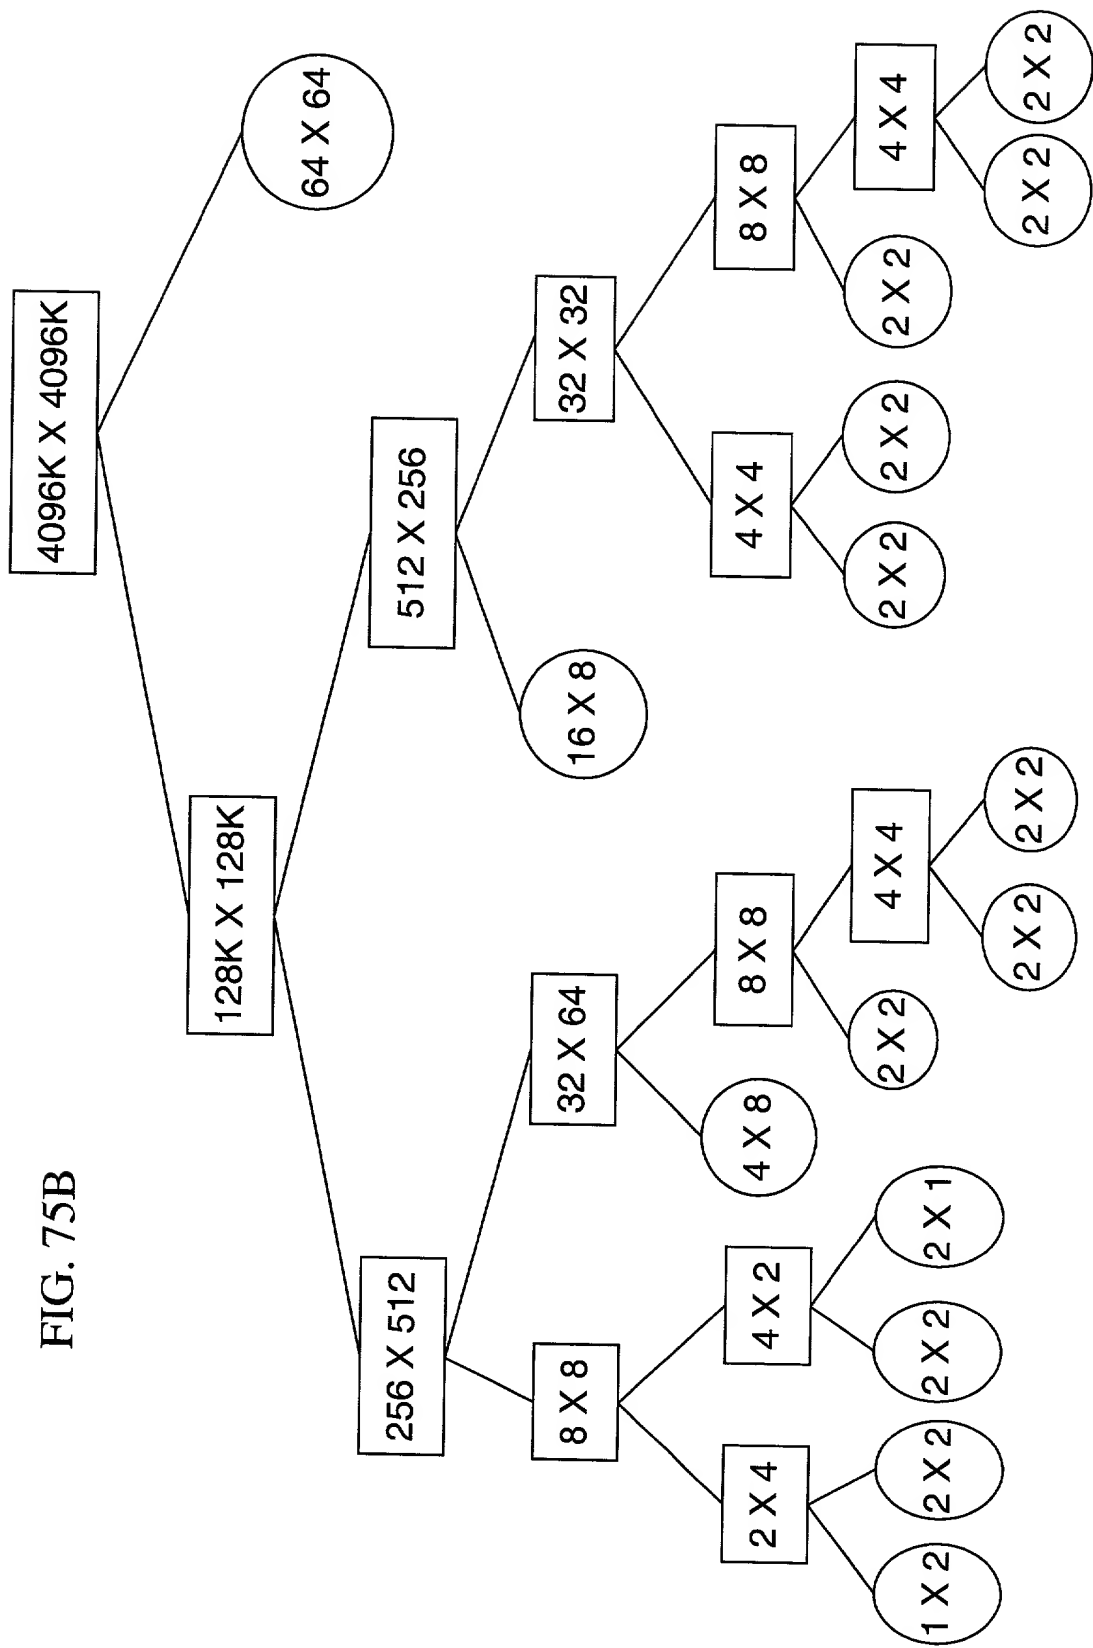 FIG. 75B
4096K X 4096K
128K X 128K
64 X 64
256 X 512
512 X 256
8 X 8
32 X 64
16 X 8
32 X 32
2 X 4
4 X 2
4 X 8
8 X 8
4 X 4
8 X 8
1 X 2
2 X 2
2 X 2
2 X 1
2 X 2
4 X 4
2 X 2
2 X 2
2 X 2
4 X 4
2 X 2
2 X 2
2 X 2
2 X 2